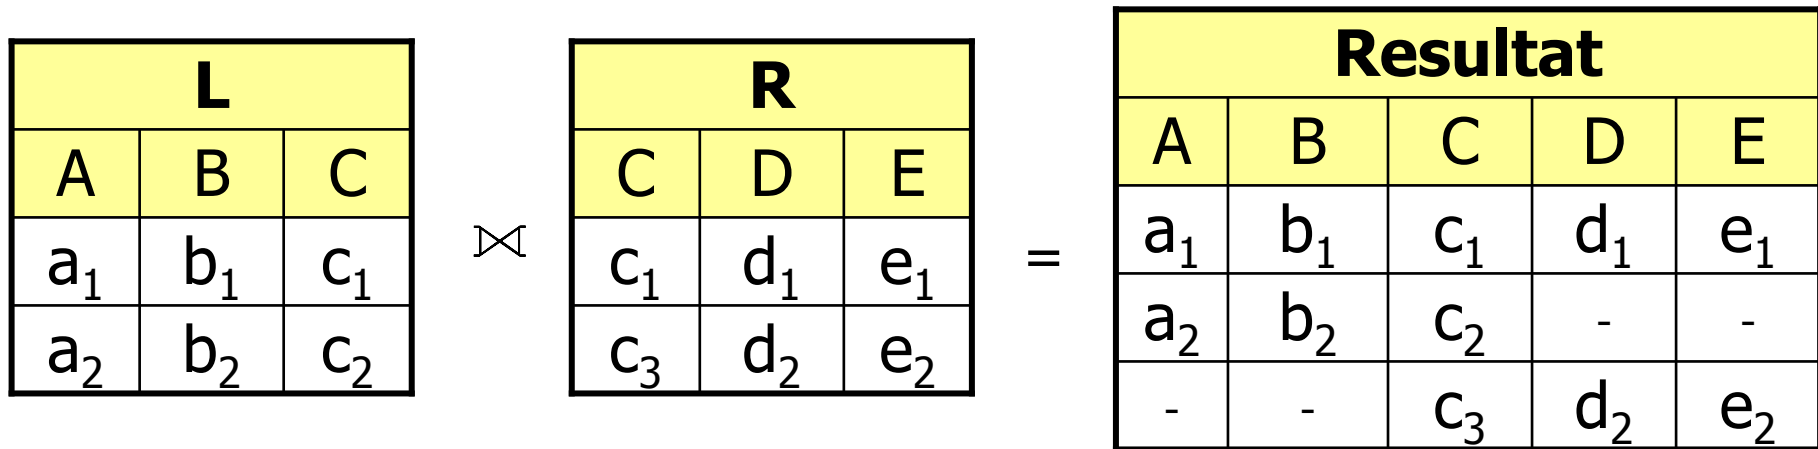 L
A B C
a₁ b₁ c₁
a₂ b₂ c₂
⟗
R
C D E
c₁ d₁ e₁
c₃ d₂ e₂
=
Resultat
A B C D E
a₁ b₁ c₁ d₁ e₁
a₂ b₂ c₂ - -
- - c₃ d₂ e₂